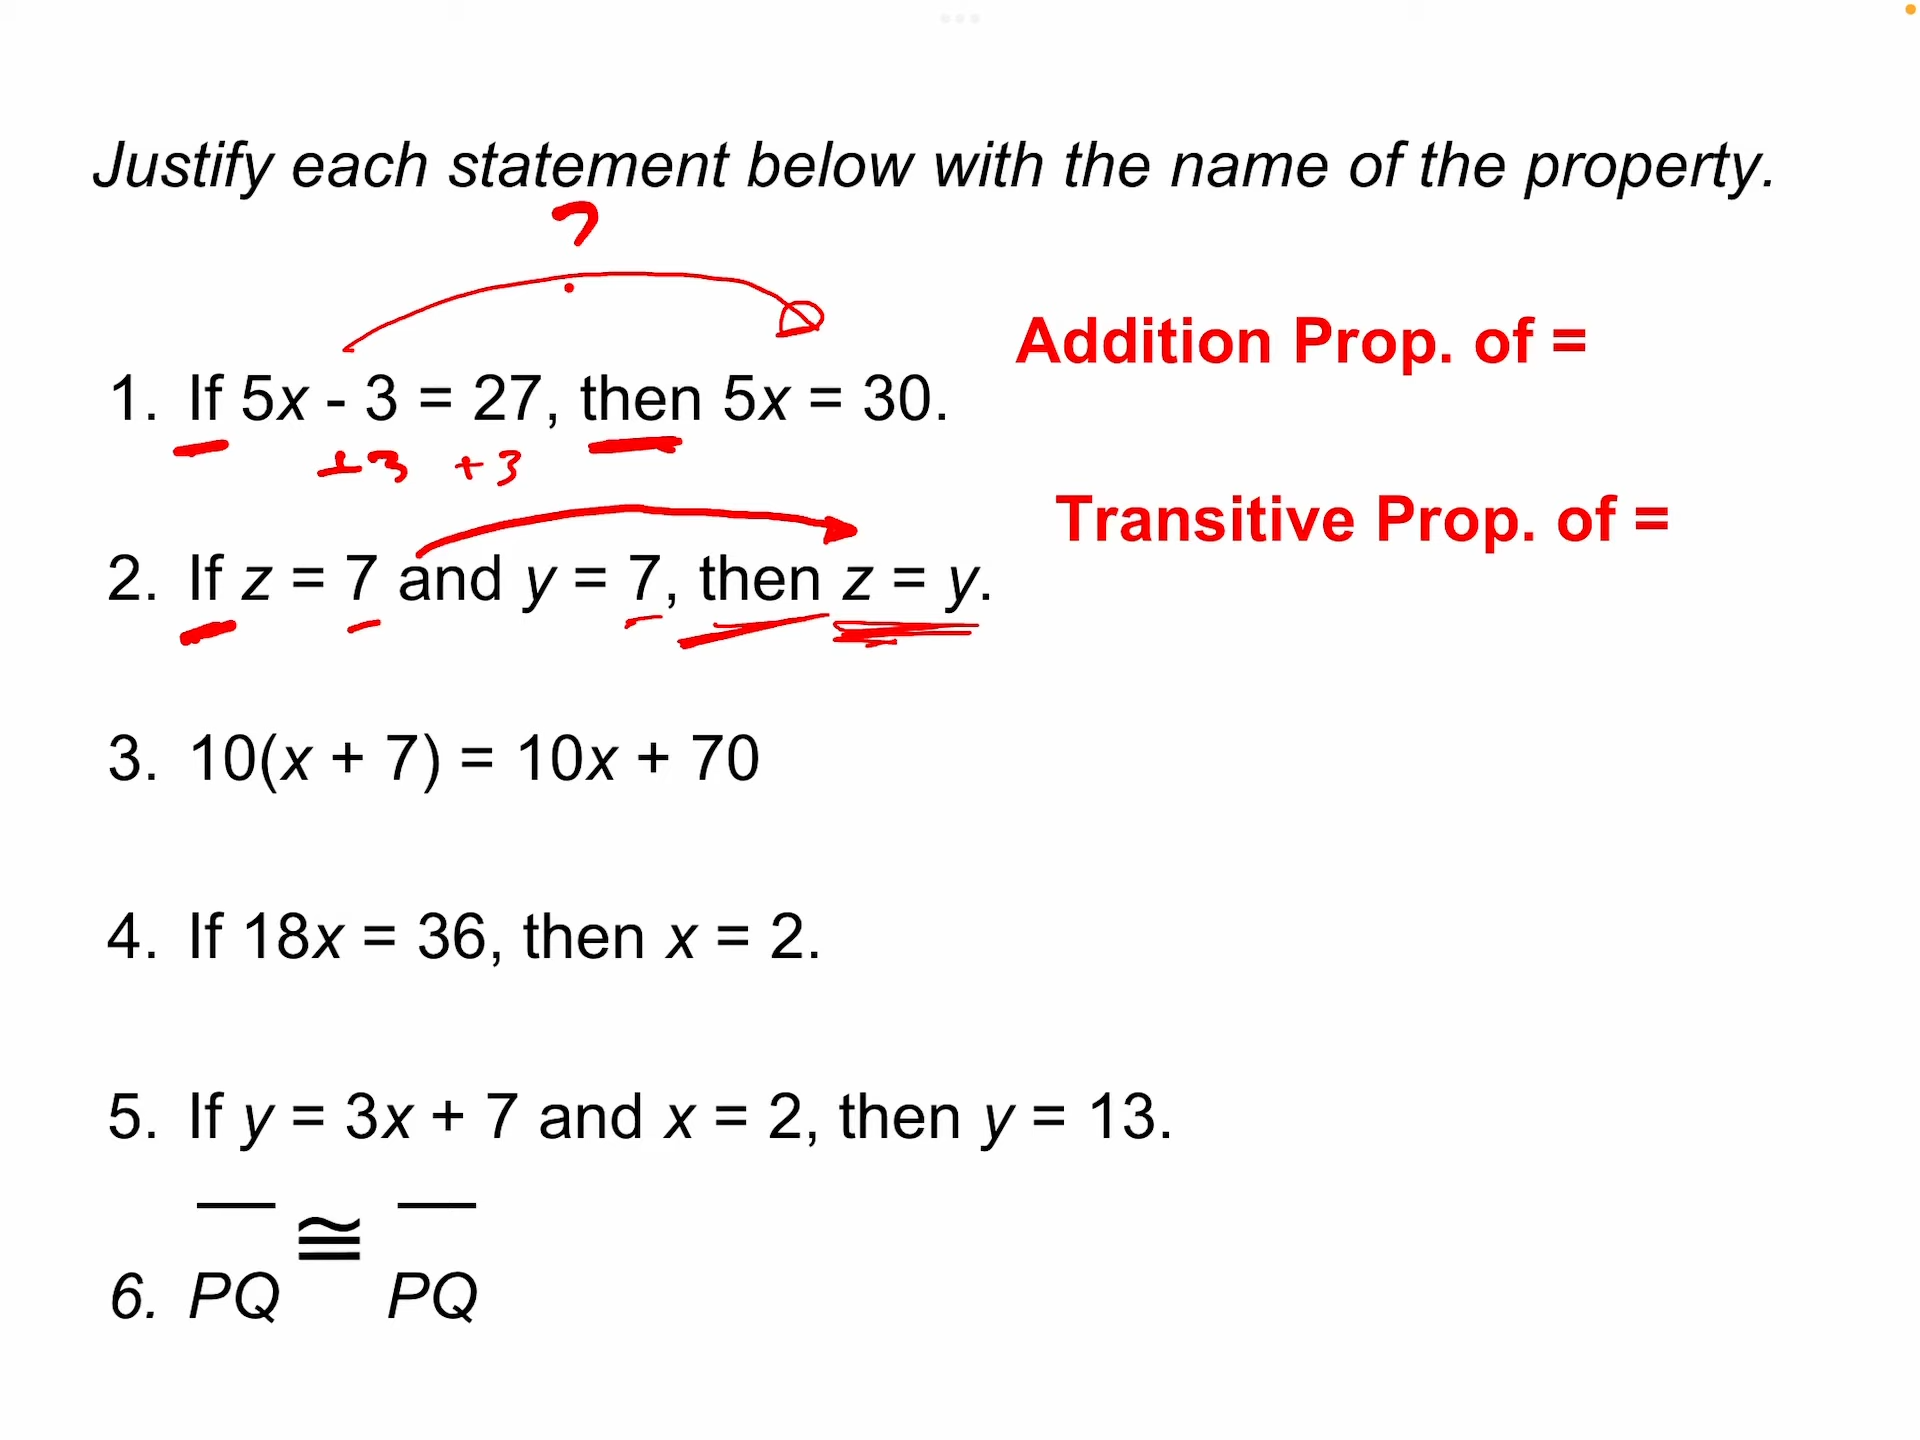 Justify each statement below with the name of the property.
?
Addition Prop. of =
1. If 5x - 3 = 27, then 5x = 30.
+3 +3
Transitive Prop. of =
2. If z = 7 and y = 7, then z = y.
3. 10(x + 7) = 10x + 70
4. If 18x = 36, then x = 2.
5. If y = 3x + 7 and x = 2, then y = 13.
6. PQ ≅ PQ